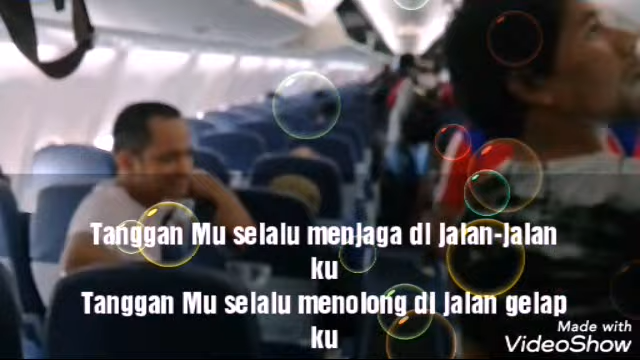 Tanggan Mu selalu menjaga di jalan-jalan
ku
Tanggan Mu selalu menolong di jalan gelap
ku
Made with
VideoShow